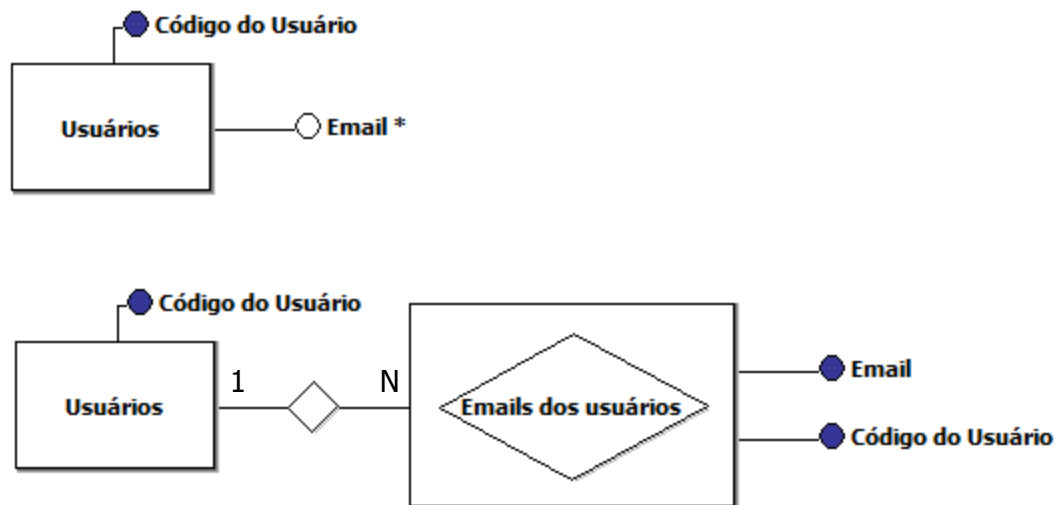 Código do Usuário
Usuários
Email *
Código do Usuário
Usuários
1
N
Emails dos usuários
Email
Código do Usuário